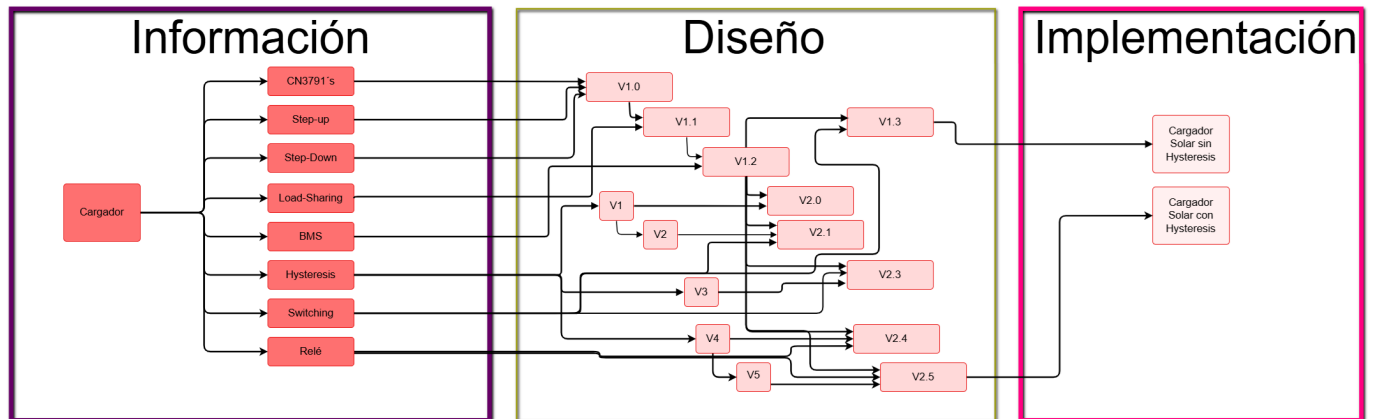 Información
Diseño
Implementación
Cargador
CN3791´s
Step-up
Step-Down
Load-Sharing
BMS
Hysteresis
Switching
Relé
V1.0
V1.1
V1.2
V1.3
V1
V2.0
V2
V2.1
V3
V2.3
V4
V2.4
V5
V2.5
Cargador
Solar sin
Hysteresis
Cargador
Solar con
Hysteresis